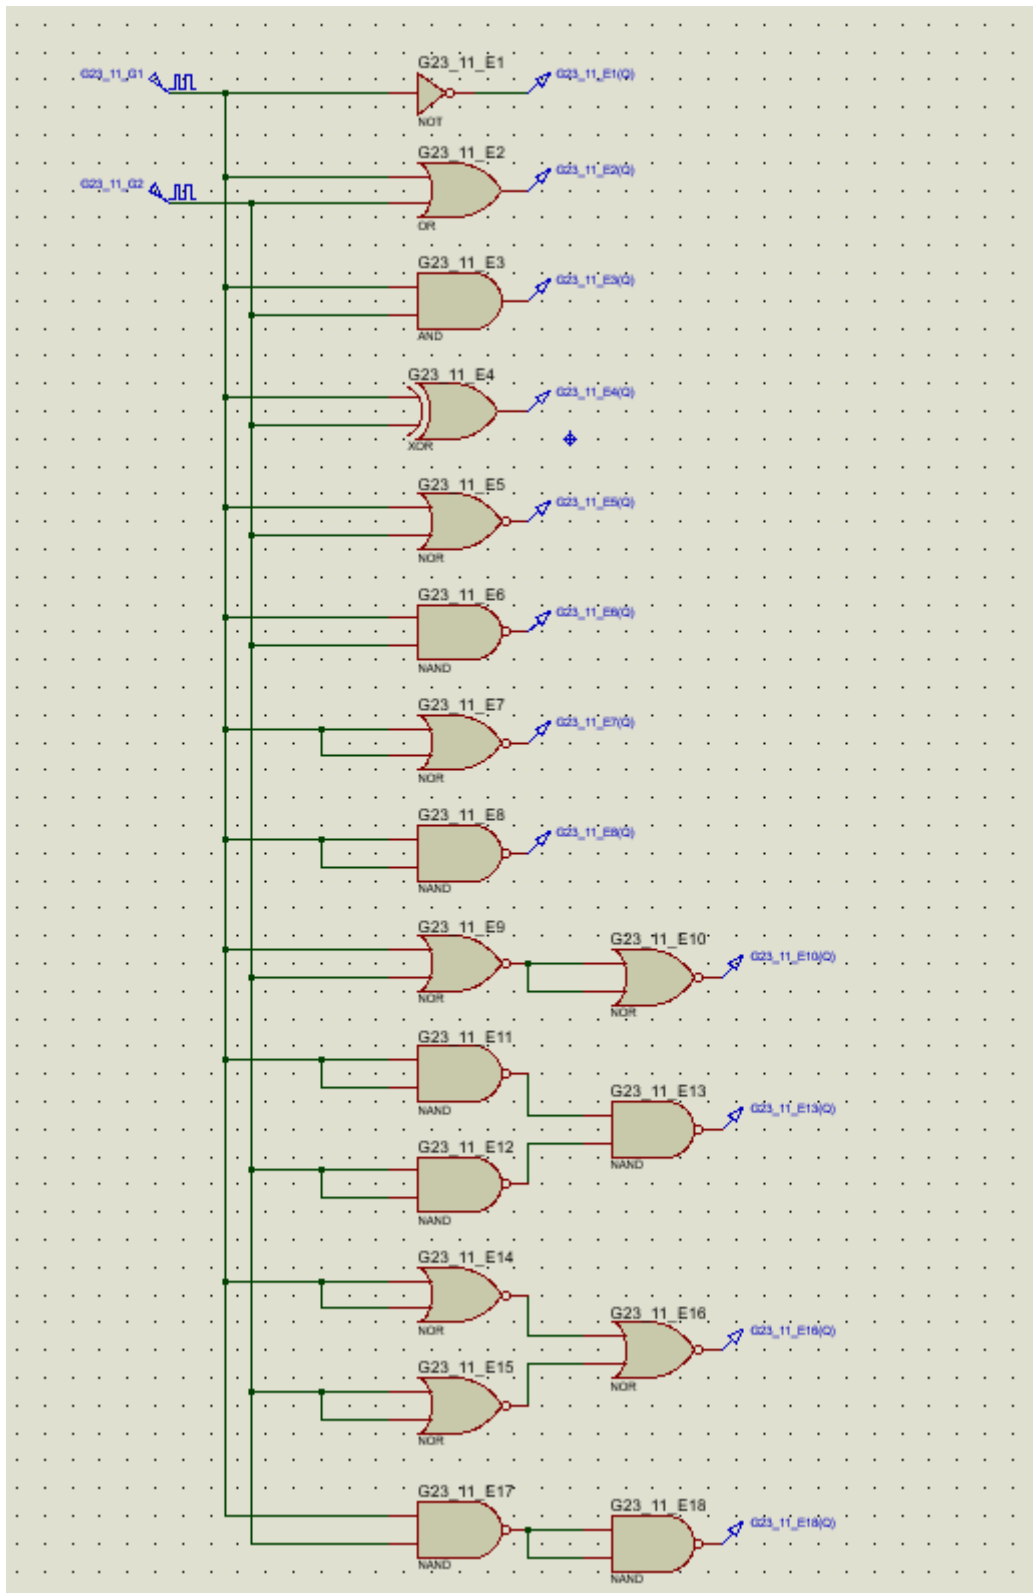 G23_11_E1
G23_11_G1
G23_11_E1(Q)
NOT
G23_11_E2
G23_11_G2
G23_11_E2(Q)
OR
G23_11_E3
G23_11_E3(Q)
AND
G23_11_E4
G23_11_E4(Q)
XOR
G23_11_E5
G23_11_E5(Q)
NOR
G23_11_E6
G23_11_E6(Q)
NAND
G23_11_E7
G23_11_E7(Q)
NOR
G23_11_E8
G23_11_E8(Q)
NAND
G23_11_E9
G23_11_E10
G23_11_E10(Q)
NOR
NOR
G23_11_E11
G23_11_E13
G23_11_E13(Q)
NAND
G23_11_E12
NAND
NAND
G23_11_E14
G23_11_E16
G23_11_E16(Q)
NOR
G23_11_E15
NOR
NOR
G23_11_E17
G23_11_E18
G23_11_E18(Q)
NAND
NAND